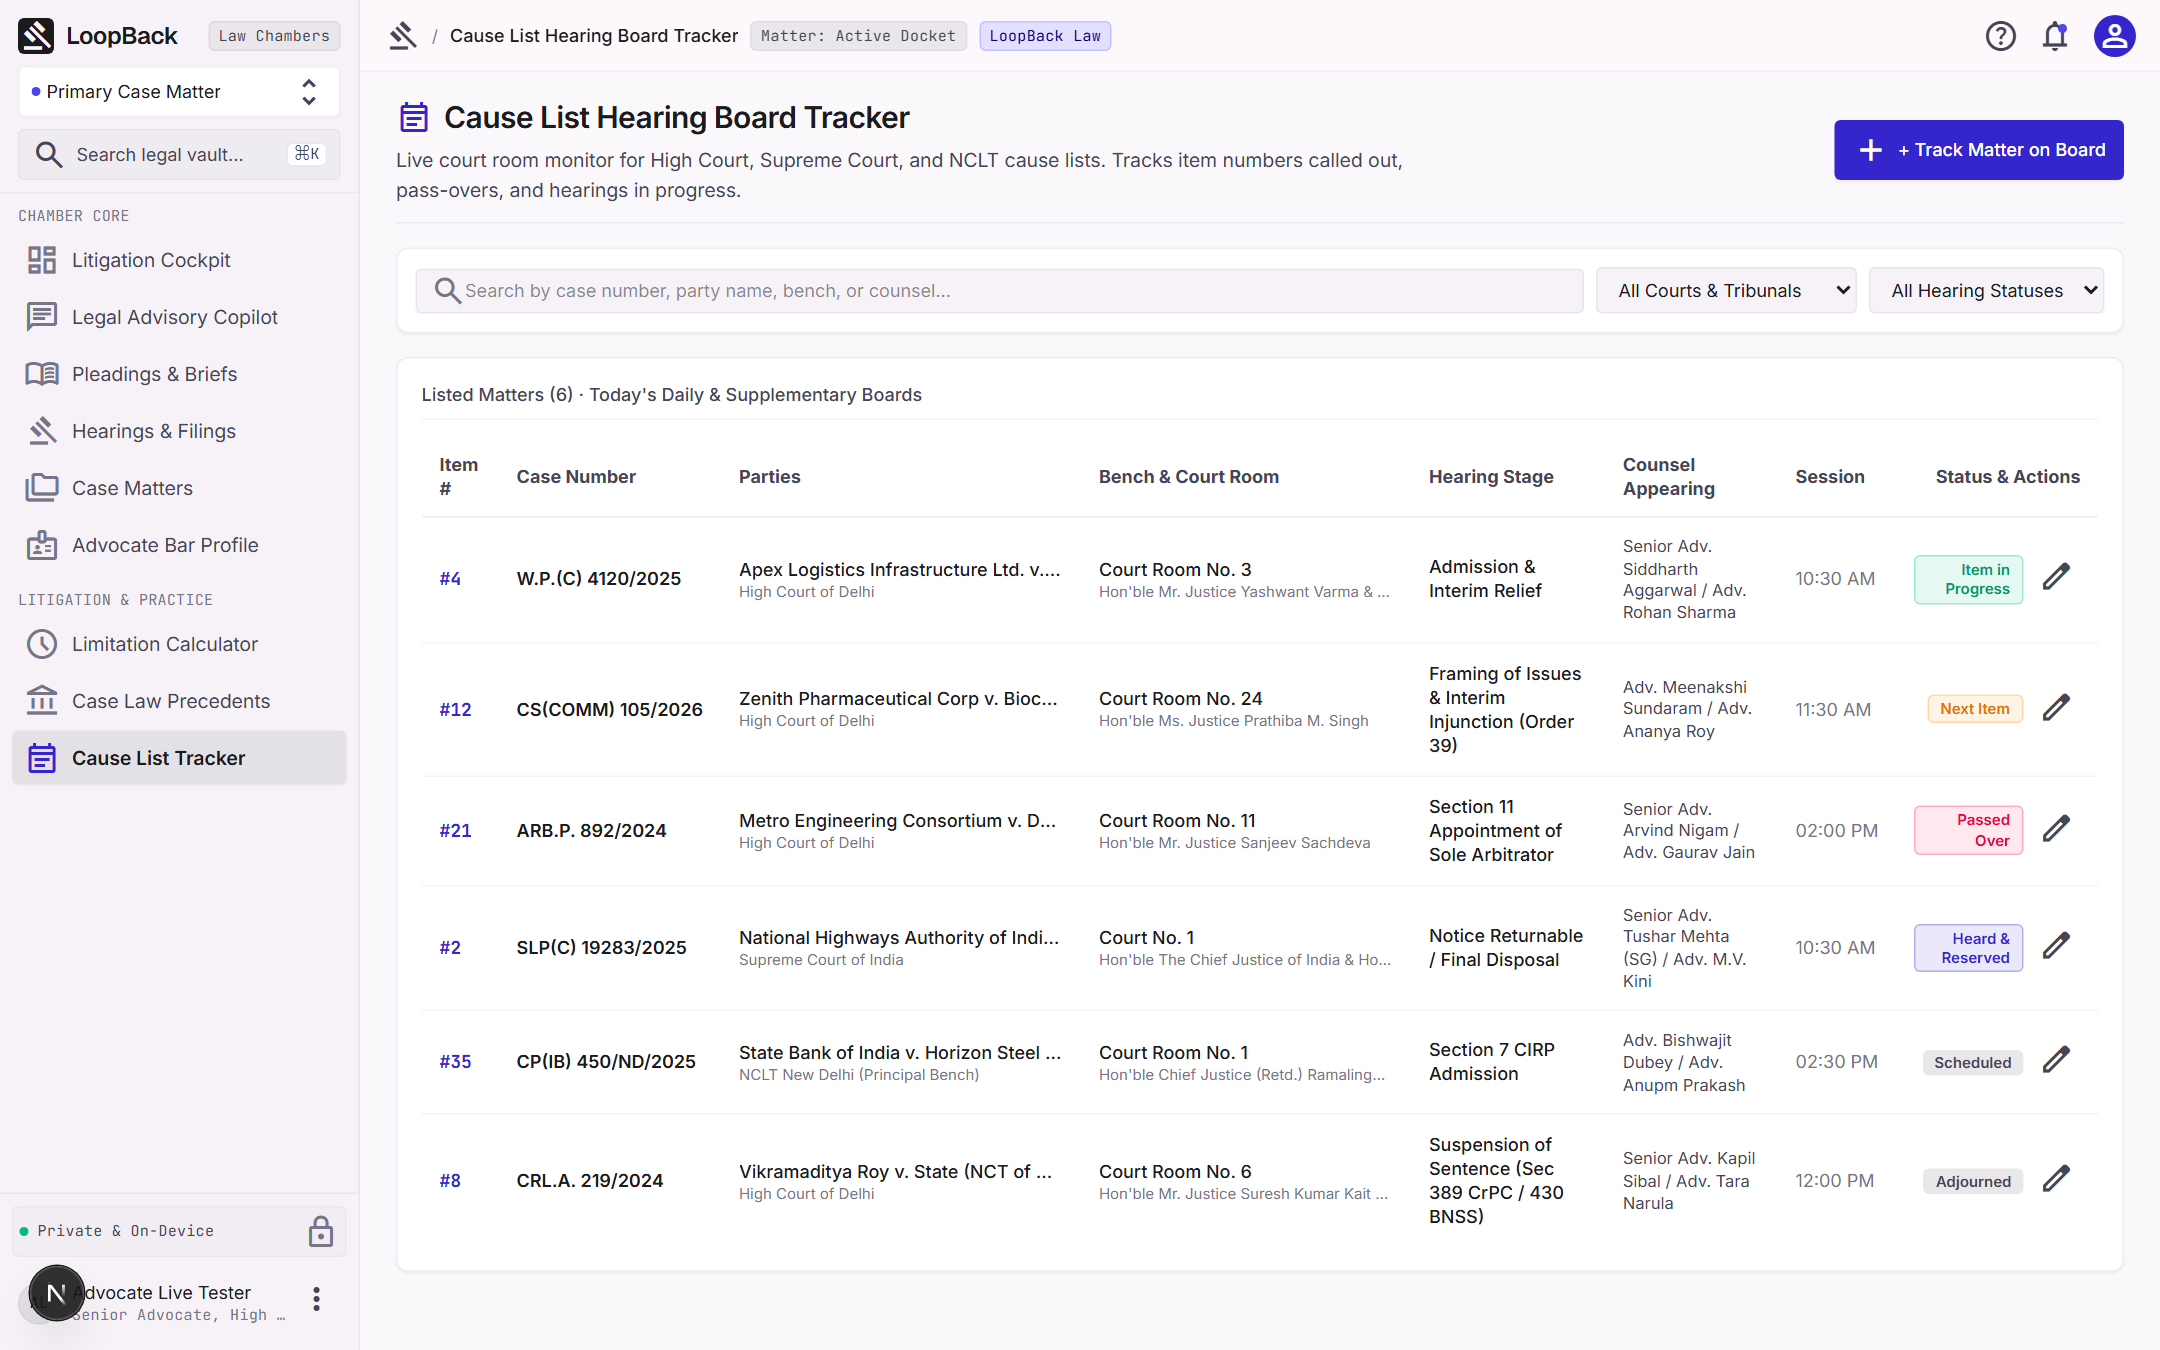 LoopBack
Law Chambers
Primary Case Matter
Search legal vault...
⌘K
CHAMBER CORE
Litigation Cockpit
Legal Advisory Copilot
Pleadings & Briefs
Hearings & Filings
Case Matters
Advocate Bar Profile
LITIGATION & PRACTICE
Limitation Calculator
Case Law Precedents
Cause List Tracker
Private & On-Device
N
dvocate Live Tester
Senior Advocate, High …
/ Cause List Hearing Board Tracker
Matter: Active Docket
LoopBack Law
Cause List Hearing Board Tracker
Live court room monitor for High Court, Supreme Court, and NCLT cause lists. Tracks item numbers called out,
pass-overs, and hearings in progress.
+ Track Matter on Board
Search by case number, party name, bench, or counsel...
All Courts & Tribunals
All Hearing Statuses
Listed Matters (6) · Today's Daily & Supplementary Boards
Item
#
Case Number
Parties
Bench & Court Room
Hearing Stage
Counsel
Appearing
Session
Status & Actions
#4
W.P.(C) 4120/2025
Apex Logistics Infrastructure Ltd. v....
High Court of Delhi
Court Room No. 3
Hon'ble Mr. Justice Yashwant Varma & ...
Admission &
Interim Relief
Senior Adv.
Siddharth
Aggarwal / Adv.
Rohan Sharma
10:30 AM
Item in
Progress
#12
CS(COMM) 105/2026
Zenith Pharmaceutical Corp v. Bioc...
High Court of Delhi
Court Room No. 24
Hon'ble Ms. Justice Prathiba M. Singh
Framing of Issues
& Interim
Injunction (Order
39)
Adv. Meenakshi
Sundaram / Adv.
Ananya Roy
11:30 AM
Next Item
#21
ARB.P. 892/2024
Metro Engineering Consortium v. D...
High Court of Delhi
Court Room No. 11
Hon'ble Mr. Justice Sanjeev Sachdeva
Section 11
Appointment of
Sole Arbitrator
Senior Adv.
Arvind Nigam /
Adv. Gaurav Jain
02:00 PM
Passed
Over
#2
SLP(C) 19283/2025
National Highways Authority of Indi...
Supreme Court of India
Court No. 1
Hon'ble The Chief Justice of India & Ho...
Notice Returnable
/ Final Disposal
Senior Adv.
Tushar Mehta
(SG) / Adv. M.V.
Kini
10:30 AM
Heard &
Reserved
#35
CP(IB) 450/ND/2025
State Bank of India v. Horizon Steel ...
NCLT New Delhi (Principal Bench)
Court Room No. 1
Hon'ble Chief Justice (Retd.) Ramaling...
Section 7 CIRP
Admission
Adv. Bishwajit
Dubey / Adv.
Anupm Prakash
02:30 PM
Scheduled
#8
CRL.A. 219/2024
Vikramaditya Roy v. State (NCT of ...
High Court of Delhi
Court Room No. 6
Hon'ble Mr. Justice Suresh Kumar Kait ...
Suspension of
Sentence (Sec
389 CrPC / 430
BNSS)
Senior Adv. Kapil
Sibal / Adv. Tara
Narula
12:00 PM
Adjourned